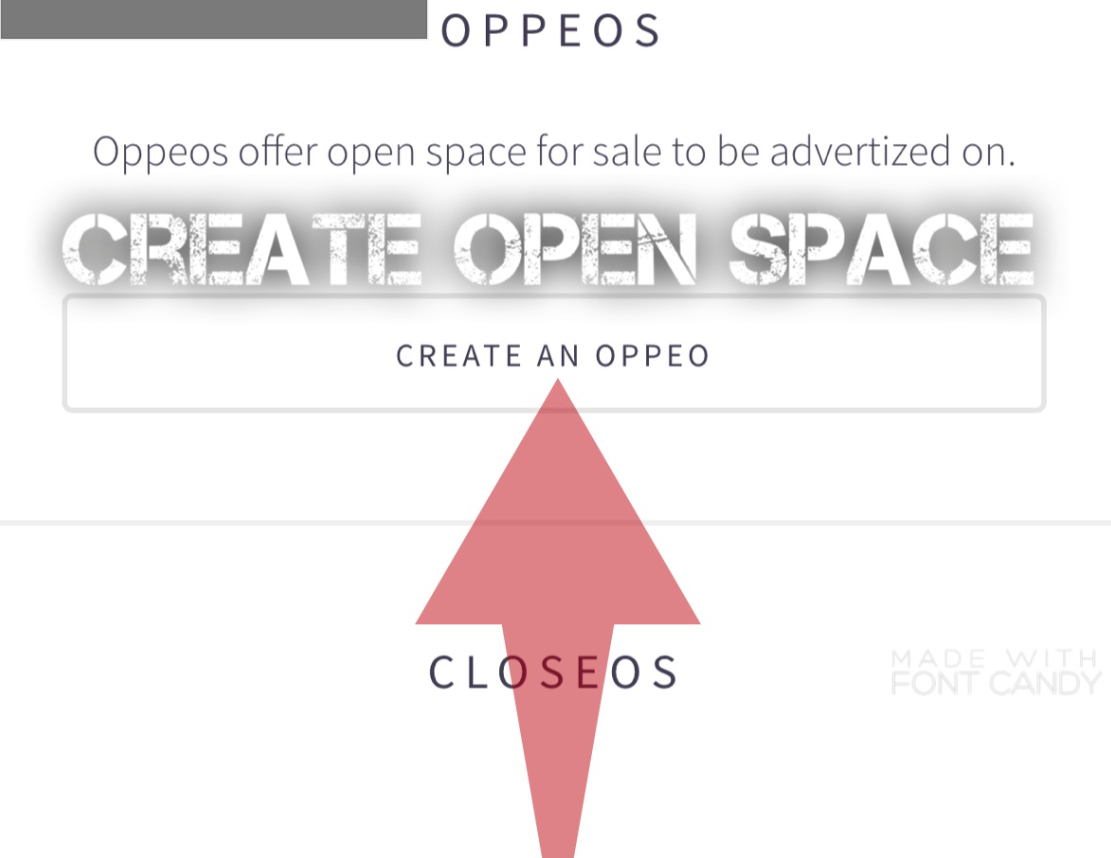 OPPEOS
Oppeos offer open space for sale to be advertized on.
CREATE OPEN SPACE
CREATE AN OPPEO
CLOSEOS
MADE WITH
FONT CANDY